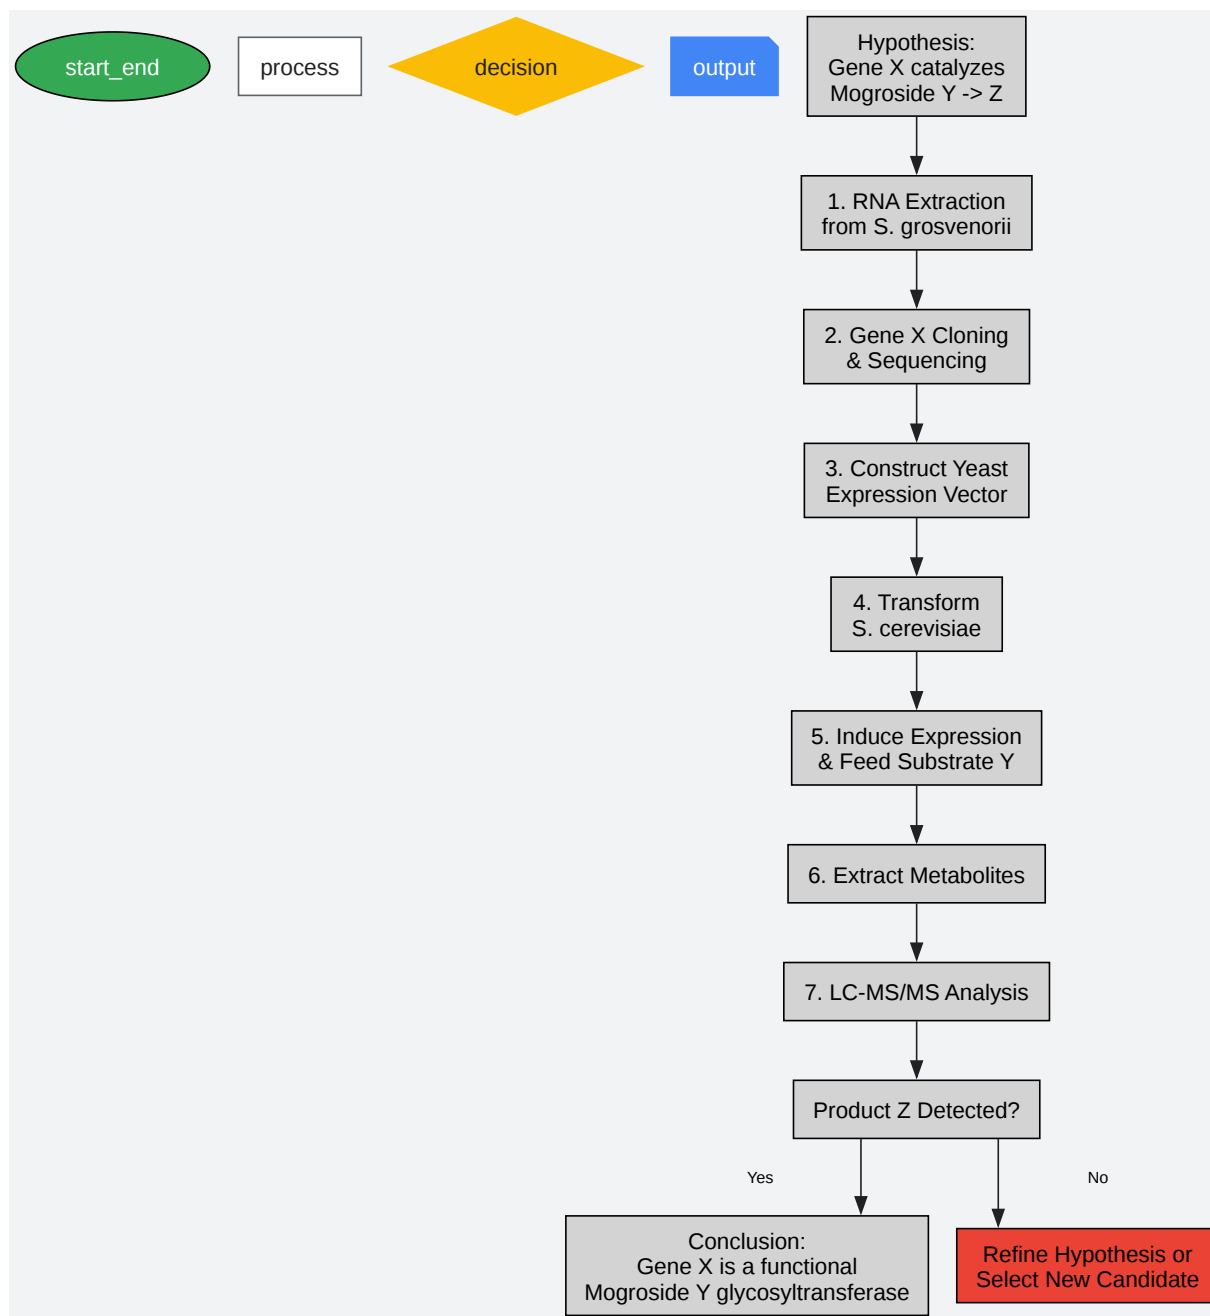 start_end
process
decision
output
Hypothesis:
Gene X catalyzes
Mogroside Y -> Z
1. RNA Extraction
from S. grosvenorii
2. Gene X Cloning
& Sequencing
3. Construct Yeast
Expression Vector
4. Transform
S. cerevisiae
5. Induce Expression
& Feed Substrate Y
6. Extract Metabolites
7. LC-MS/MS Analysis
Product Z Detected?
Yes
No
Conclusion:
Gene X is a functional
Mogroside Y glycosyltransferase
Refine Hypothesis or
Select New Candidate